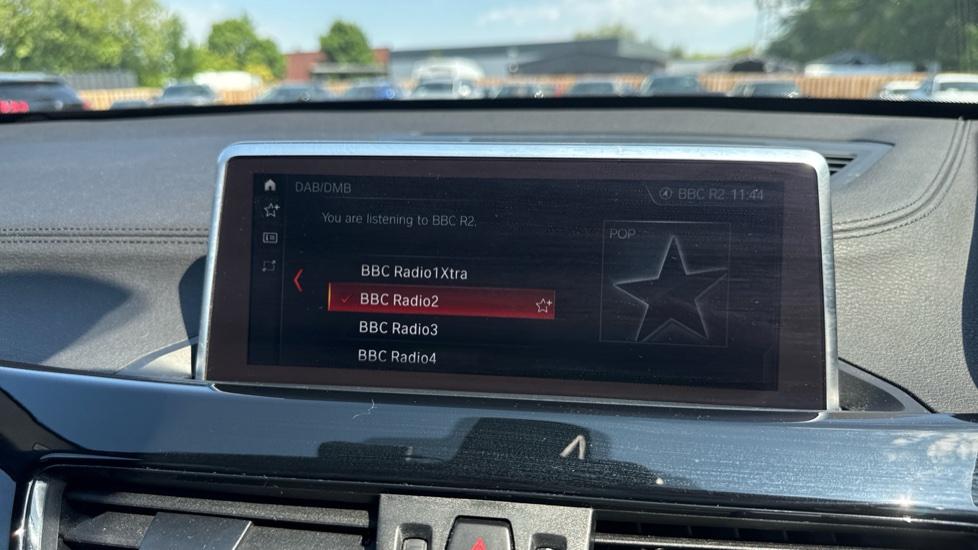 DAB/DMB
BBC R2 11:44
You are listening to BBC R2.
POP
BBC Radio1Xtra
BBC Radio2
BBC Radio3
BBC Radio4